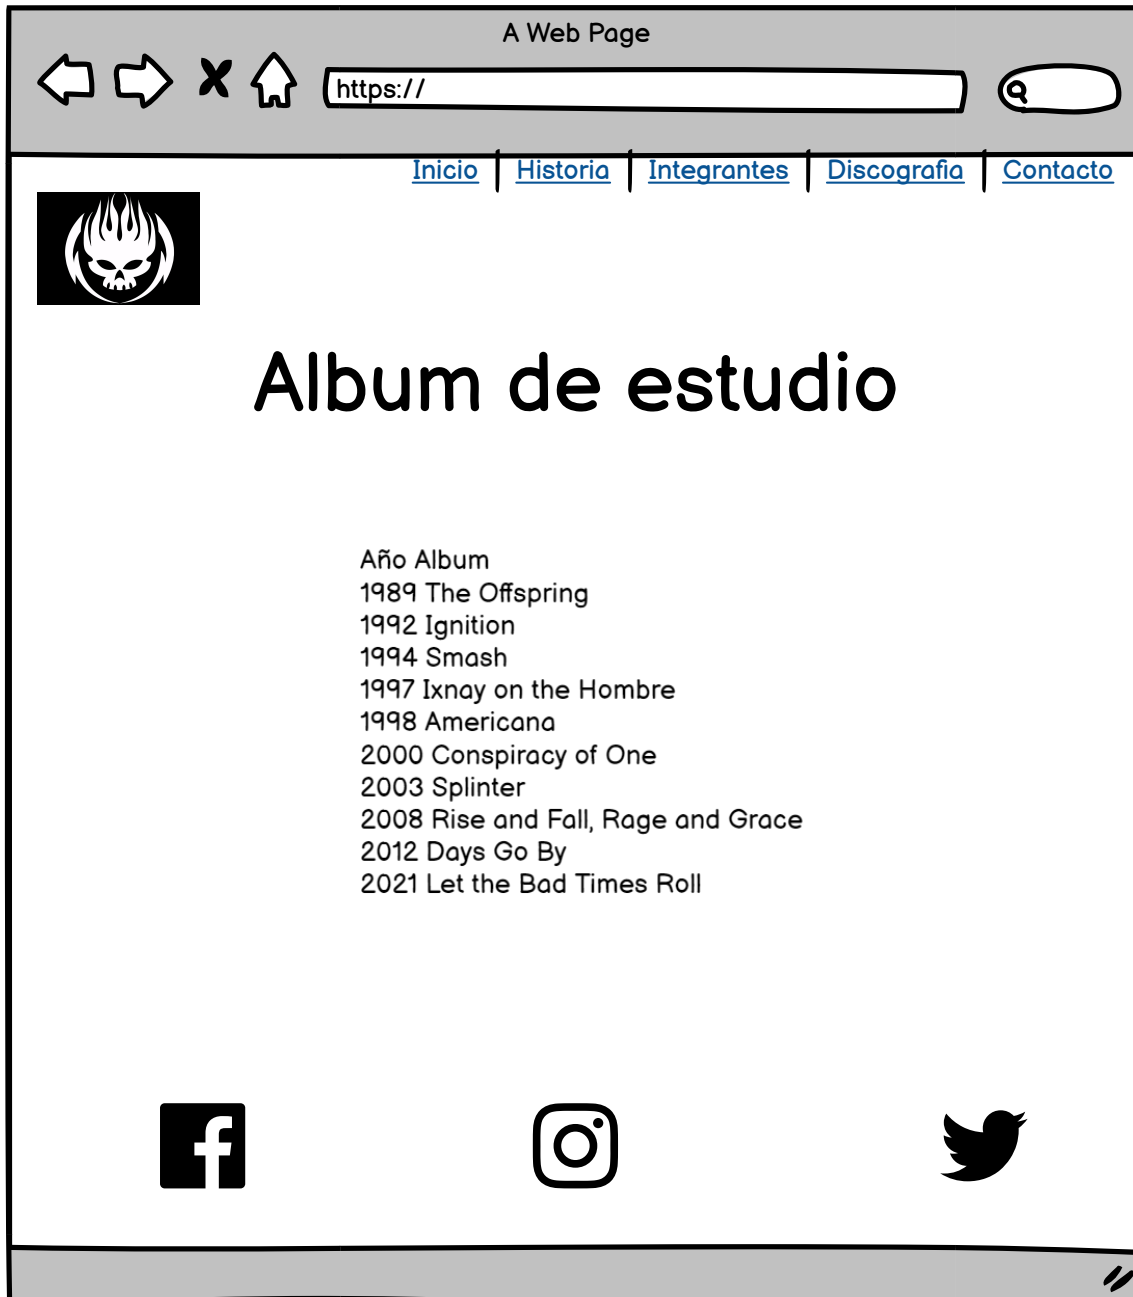 A Web Page
https://
Inicio Historia Integrantes Discografia Contacto
Album de estudio
Año Album
1989 The Offspring
1992 Ignition
1994 Smash
1997 Ixnay on the Hombre
1998 Americana
2000 Conspiracy of One
2003 Splinter
2008 Rise and Fall, Rage and Grace
2012 Days Go By
2021 Let the Bad Times Roll